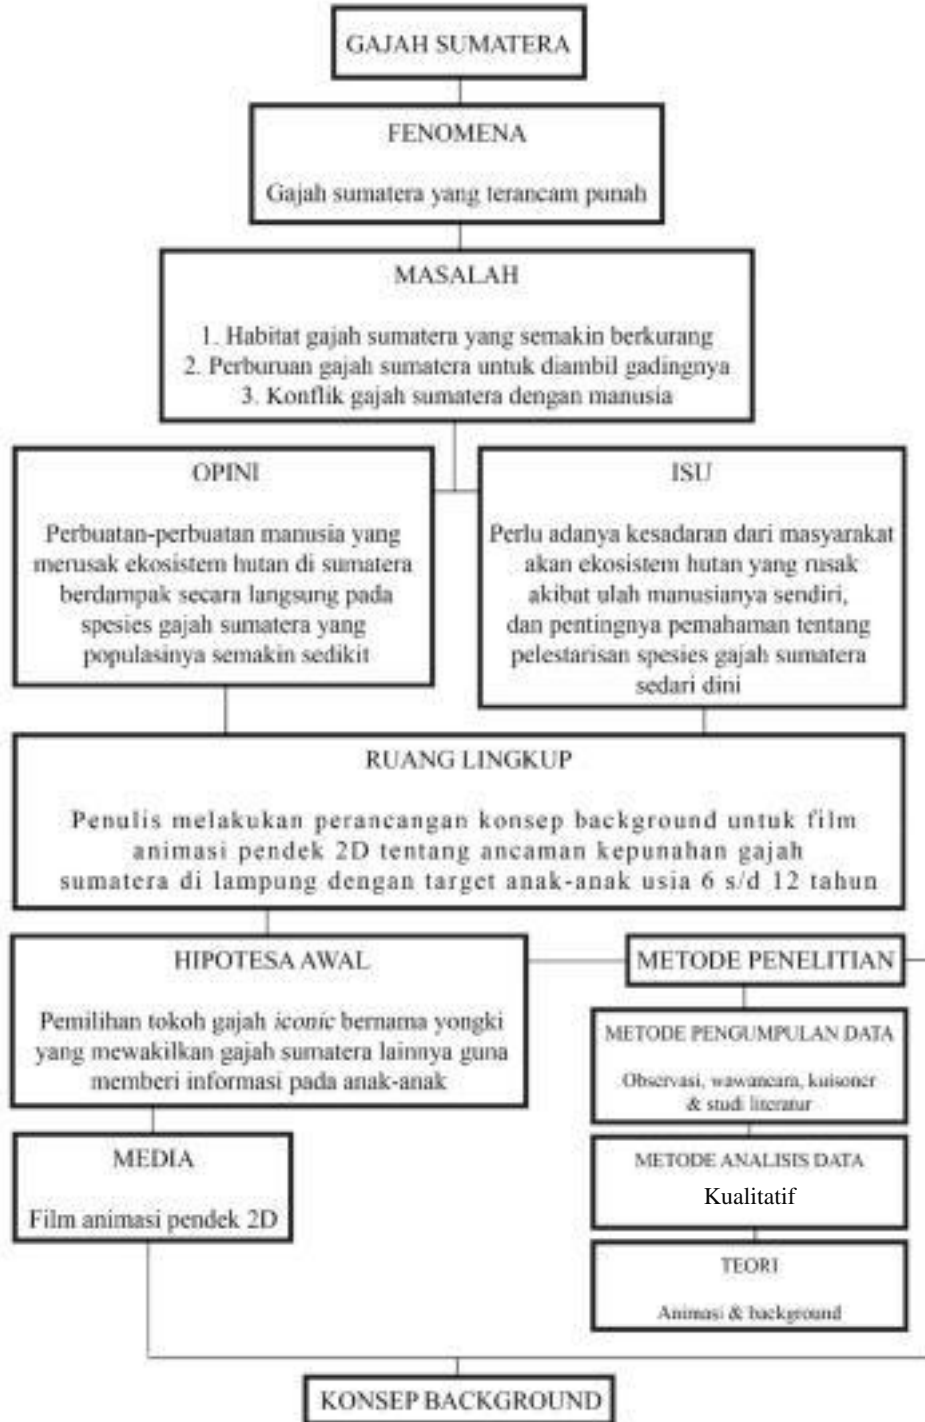 GAJAH SUMATERA
FENOMENA
Gajah sumatera yang terancam punah
MASALAH
1. Habitat gajah sumatera yang semakin berkurang
2. Perburuan gajah sumatera untuk diambil gadingnya
3. Konflik gajah sumatera dengan manusia
OPINI
Perbuatan-perbuatan manusia yang
merusak ekosistem hutan di sumatera
berdampak secara langsung pada
spesies gajah sumatera yang
populasinya semakin sedikit
ISU
Perlu adanya kesadaran dari masyarakat
akan ekosistem hutan yang rusak
akibat ulah manusianya sendiri,
dan pentingnya pemahaman tentang
pelestarisan spesies gajah sumatera
sedari dini
RUANG LINGKUP
Penulis melakukan perancangan konsep background untuk film
animasi pendek 2D tentang ancaman kepunahan gajah
sumatera di lampung dengan target anak-anak usia 6 s/d 12 tahun
HIPOTESA AWAL
Pemilihan tokoh gajah iconic bernama yongki
yang mewakilkan gajah sumatera lainnya guna
memberi informasi pada anak-anak
METODE PENELITIAN
METODE PENGUMPULAN DATA
Observasi, wawancara, kuisoner
& studi literatur
MEDIA
Film animasi pendek 2D
METODE ANALISIS DATA
Kualitatif
TEORI
Animasi & background
KONSEP BACKGROUND